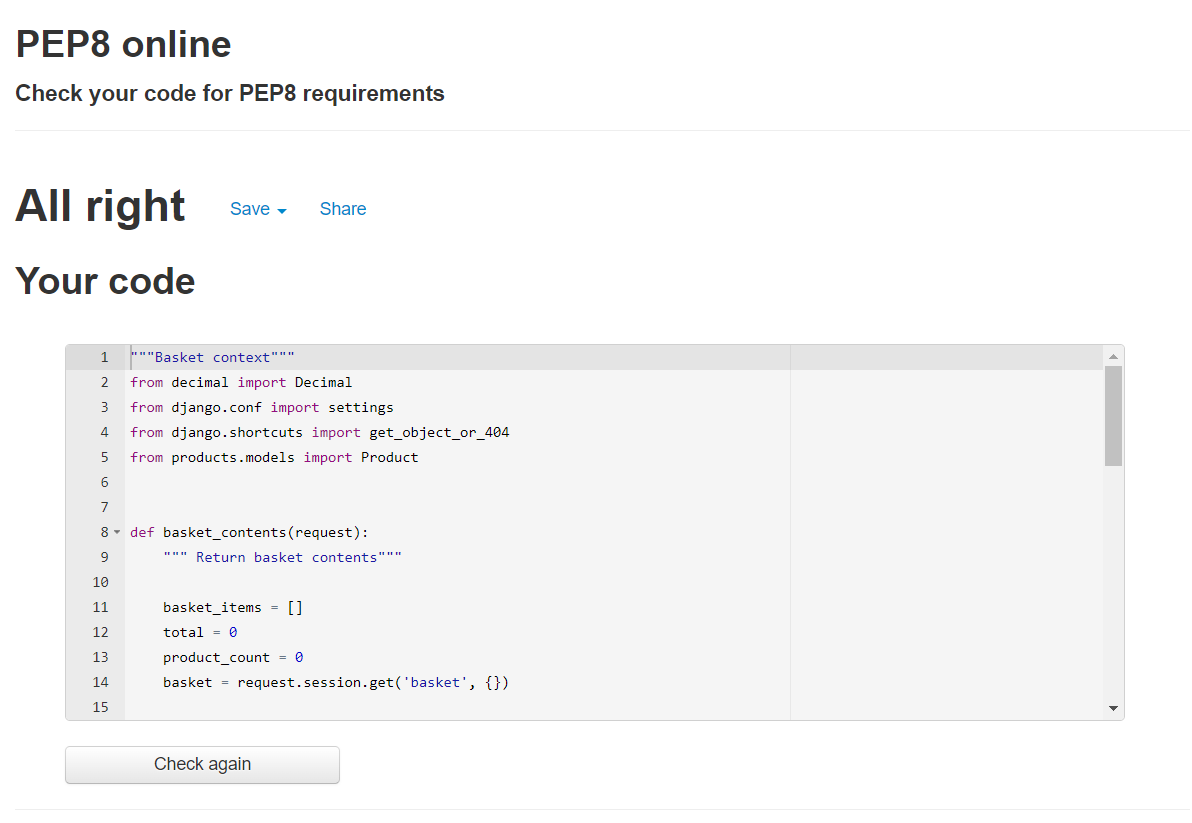 PEP8 online
Check your code for PEP8 requirements
All right Save Share
Your code
1 """Basket context"""
2 from decimal import Decimal
3 from django.conf import settings
4 from django.shortcuts import get_object_or_404
5 from products.models import Product
6
7
8 def basket_contents(request):
9     """ Return basket contents"""
10
11     basket_items = []
12     total = 0
13     product_count = 0
14     basket = request.session.get('basket', {})
15
Check again